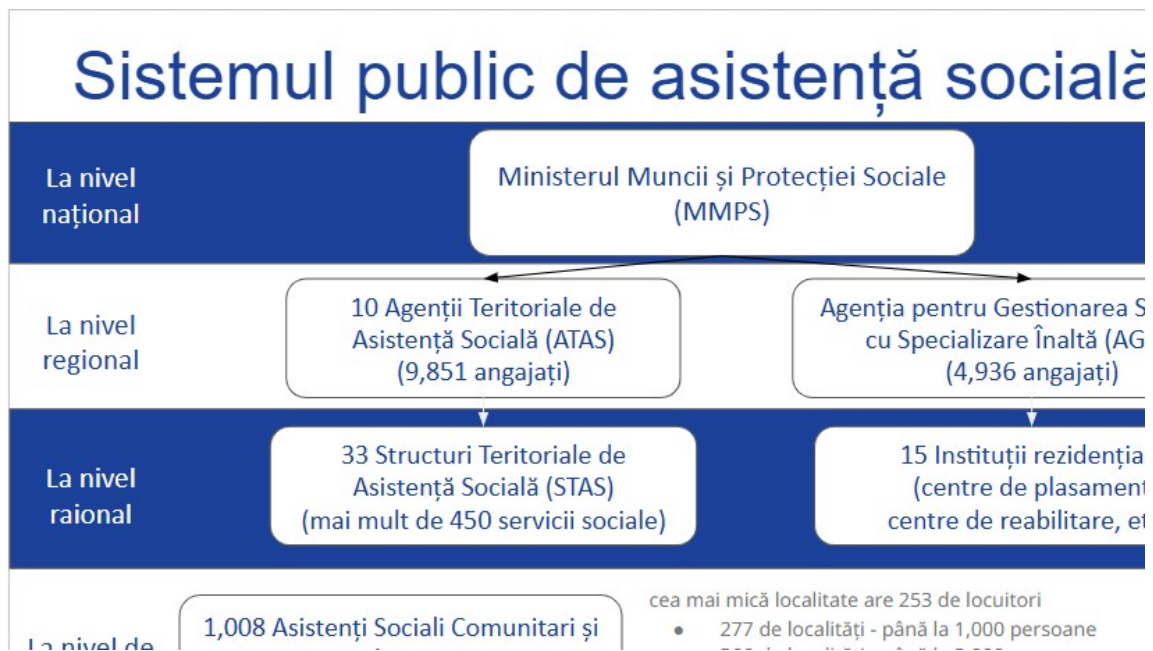 Sistemul public de asistență socială
La nivel
național
Ministerul Muncii și Protecției Sociale
(MMPS)
La nivel
regional
10 Agenții Teritoriale de
Asistență Socială (ATAS)
(9,851 angajați)
Agenția pentru Gestionarea
cu Specializare Înaltă
(4,936 angajați)
La nivel
raional
33 Structuri Teritoriale de
Asistență Socială (STAS)
(mai mult de 450 servicii sociale)
15 Instituții
(centre de
centre de reabilitare,
La nivel de
1,008 Asistenți Sociali Comunitari și
cea mai mică localitate are 253 de locuitori
• 277 de localități - până la 1,000 persoane